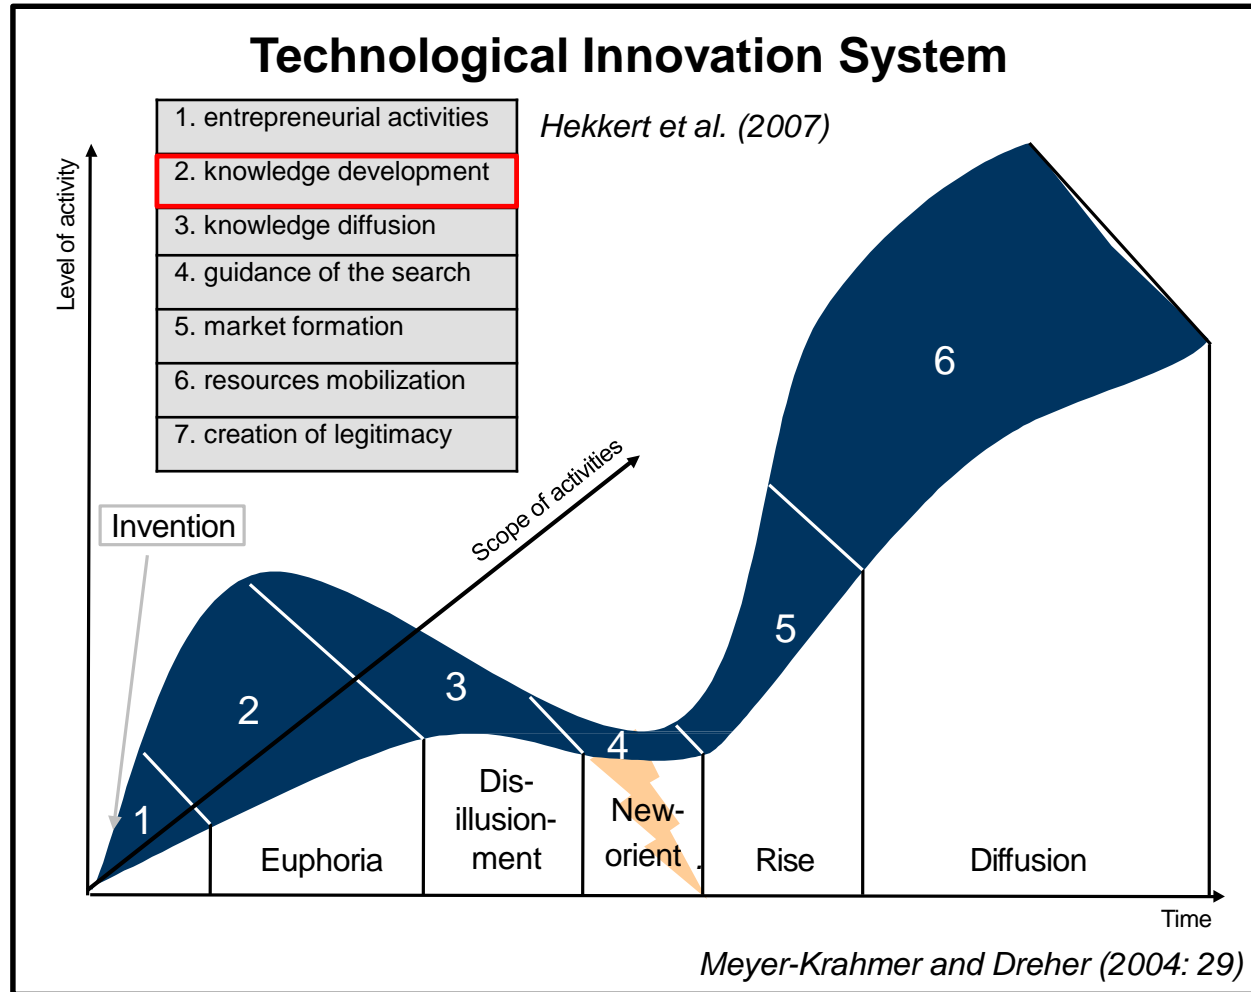 Technological Innovation System
1. entrepreneurial activities
2. knowledge development
3. knowledge diffusion
4. guidance of the search
5. market formation
6. resources mobilization
7. creation of legitimacy
Hekkert et al. (2007)
Level of activity
Scope of activities
Invention
1
2
3
4
5
6
Euphoria
Dis-
illusion-
ment
New-
orient .
Rise
Diffusion
Time
Meyer-Krahmer and Dreher (2004: 29)